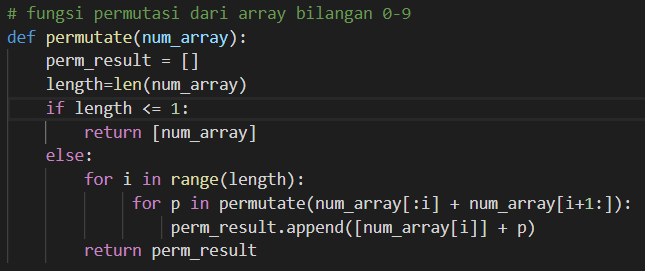 # fungsi permutasi dari array bilangan 0-9
def permutate(num_array):
    perm_result = []
    length=len(num_array)
    if length <= 1:
        return [num_array]
    else:
        for i in range(length):
            for p in permutate(num_array[:i] + num_array[i+1:]):
                perm_result.append([num_array[i]] + p)
        return perm_result